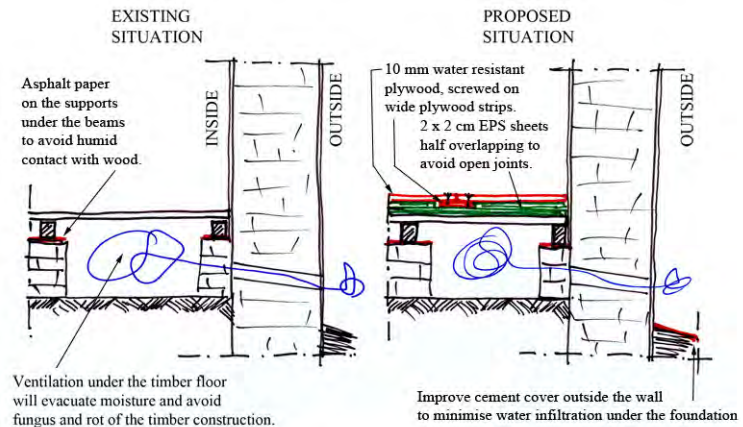 EXISTING
SITUATION
Asphalt paper
on the supports
under the beams
to avoid humid
contact with wood.
INSIDE
OUTSIDE
Ventilation under the timber floor
will evacuate moisture and avoid
fungus and rot of the timber construction.
PROPOSED
SITUATION
10 mm water resistant
plywood, screwed on
wide plywood strips.
2 x 2 cm EPS sheets
half overlapping to
avoid open joints.
OUTSIDE
Improve cement cover outside the wall
to minimise water infiltration under the foundation